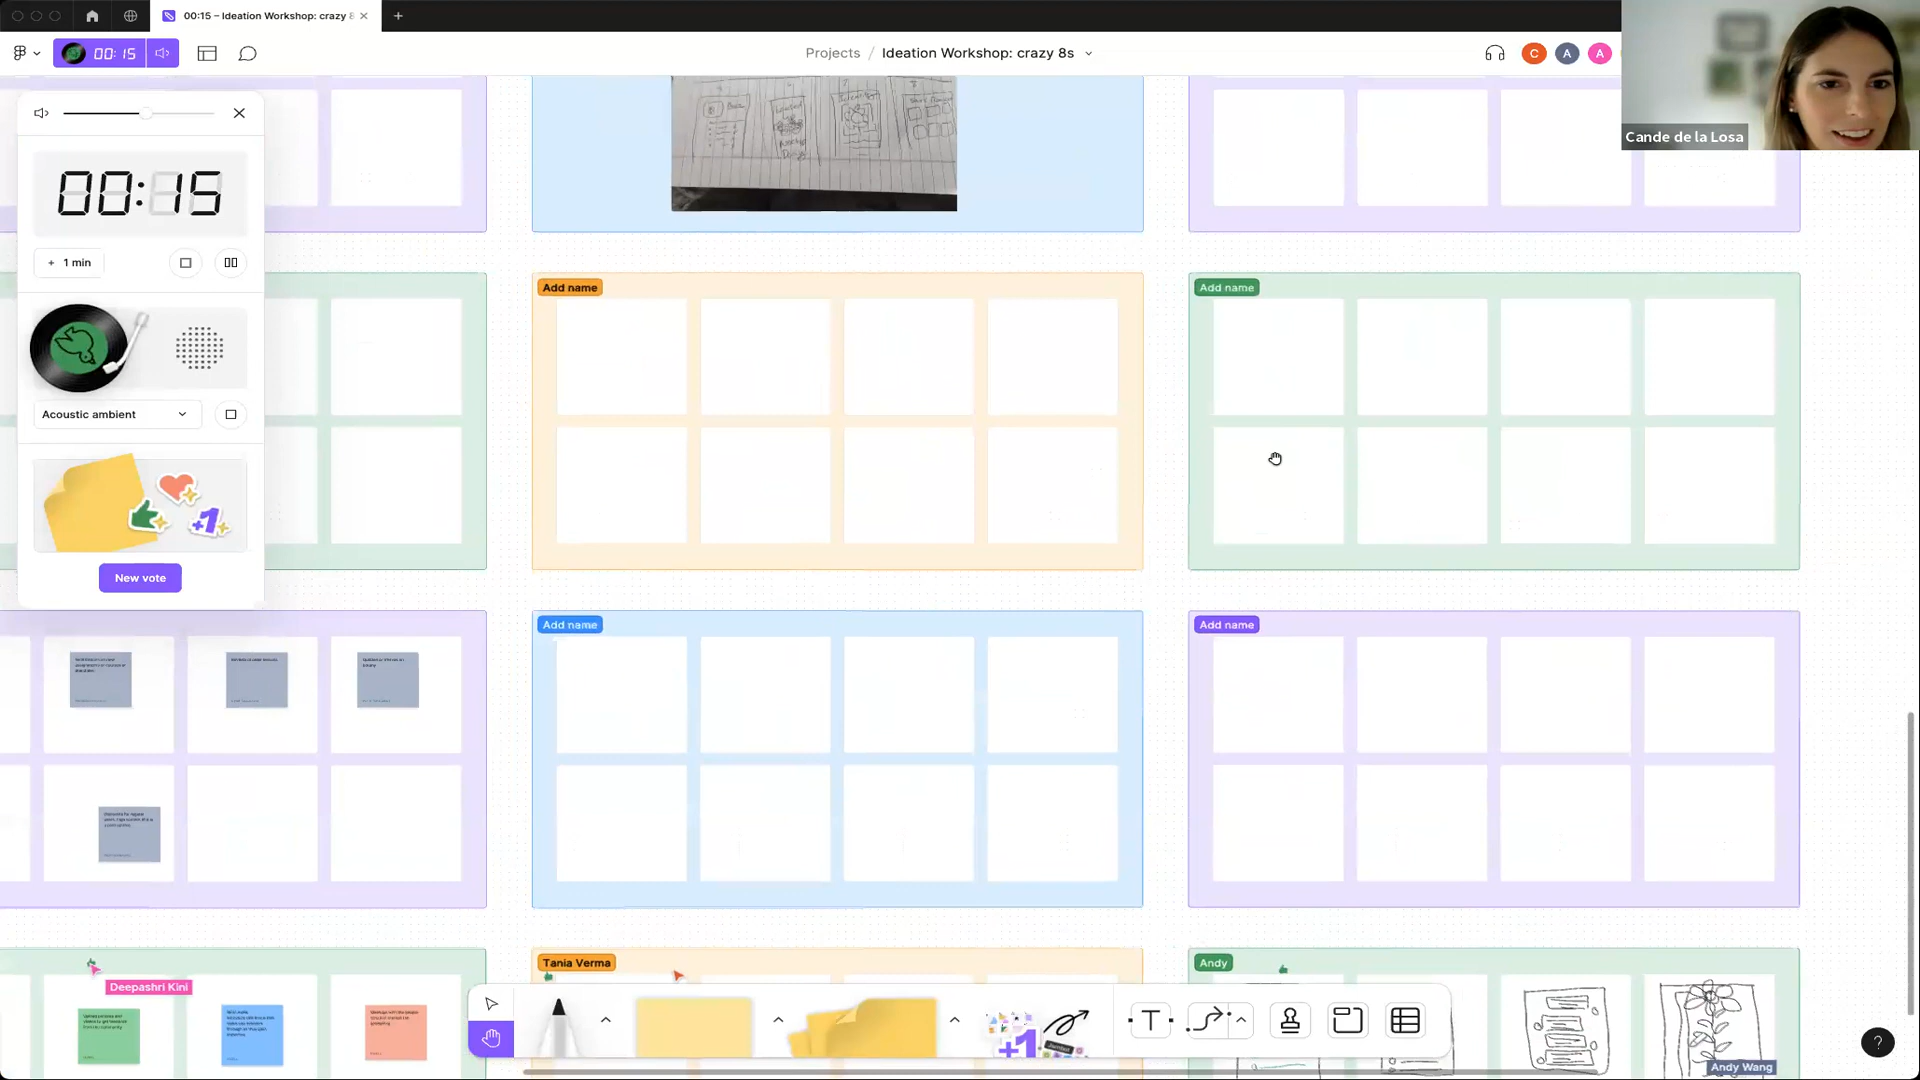 00:15 – Ideation Workshop: crazy 8
00:15
Projects / Ideation Workshop: crazy 8s
C
A
A
Cande de la Losa
00:15
+ 1 min
Acoustic ambient
+1
New vote
Add name
Add name
Add name
Add name
Deepashri Kini
Tania Verma
Andy
T
+1
?
Andy Wang